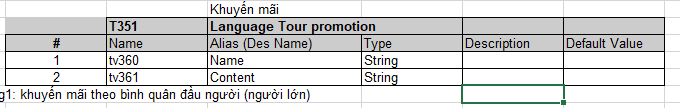 Khuyến mãi
T351 Language Tour promotion
# Name Alias (Des Name) Type Description Default Value
1 tv360 Name String
2 tv361 Content String
g1: khuyến mãi theo bình quân đầu người (người lớn)